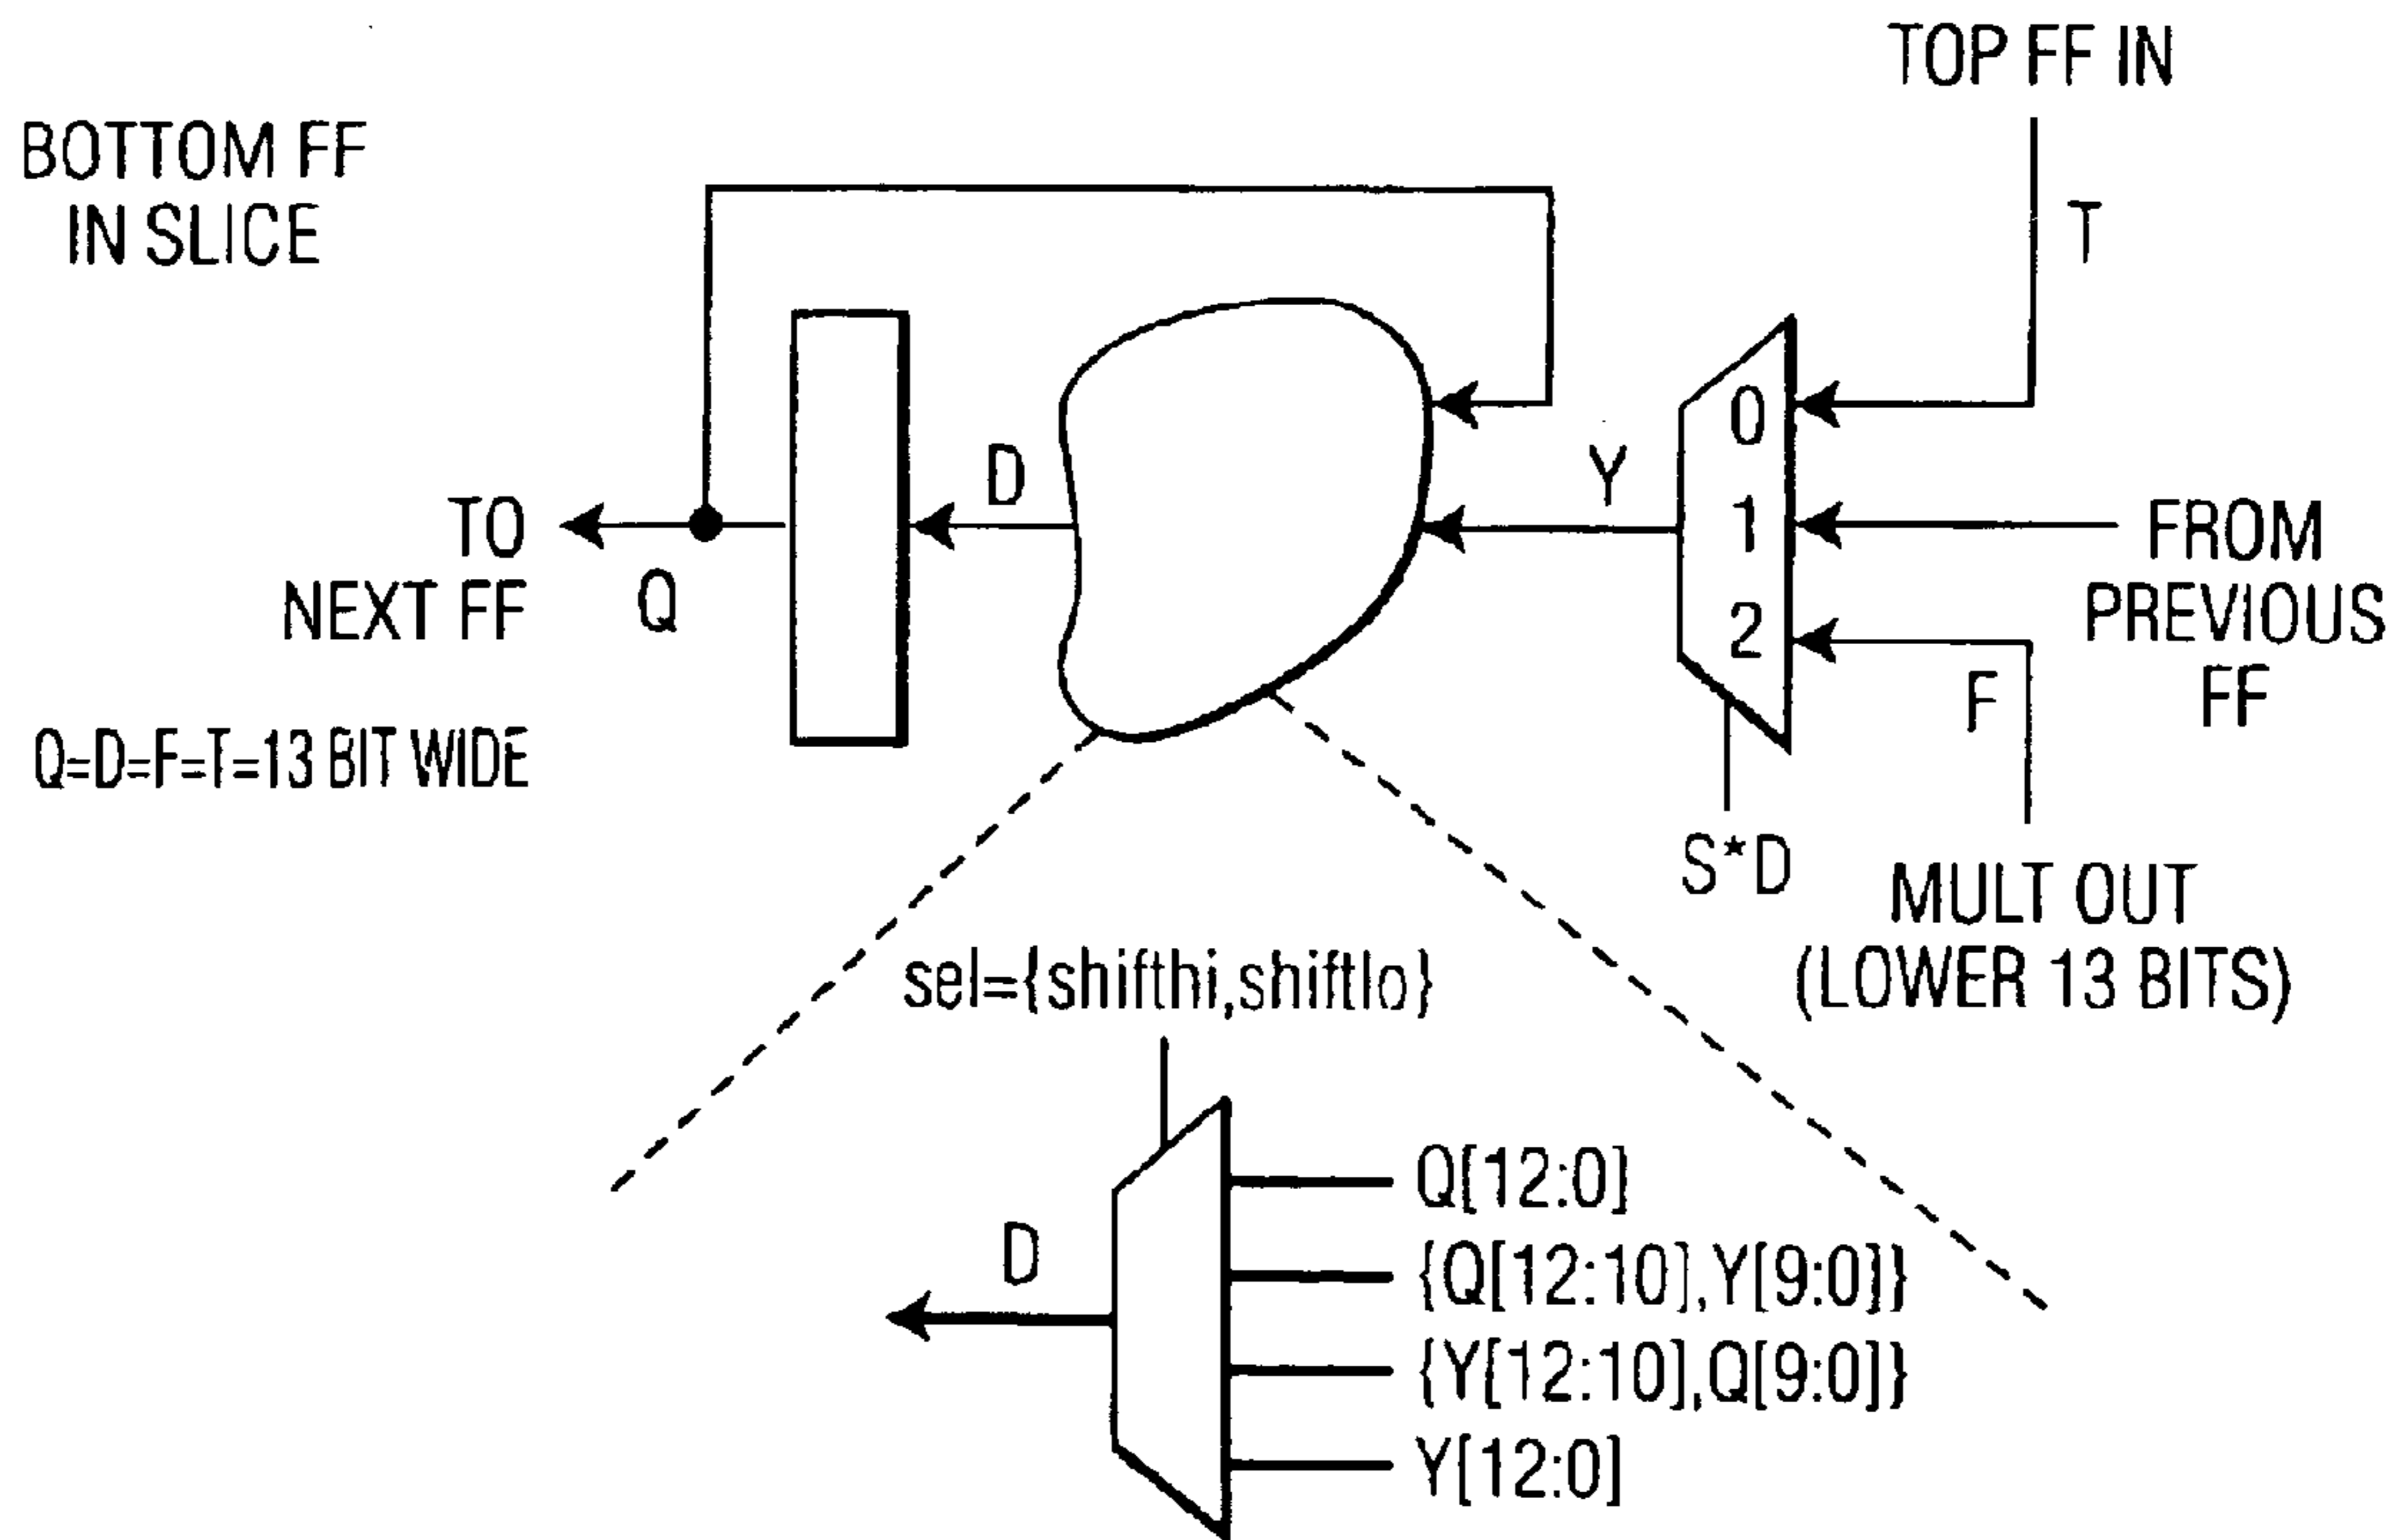 TOP FF IN
BOTTOM FF
IN SLICE
T
0
D
Y
1
FROM
PREVIOUS
FF
TO
NEXT FF
Q
2
F
Q=D=F=T=13 BIT WIDE
S*D
MULT OUT
(LOWER 13 BITS)
sel={shifthi,shiftlo}
Q[12:0]
D
{Q[12:10],Y[9:0]}
{Y[12:10],Q[9:0]}
Y[12:0]